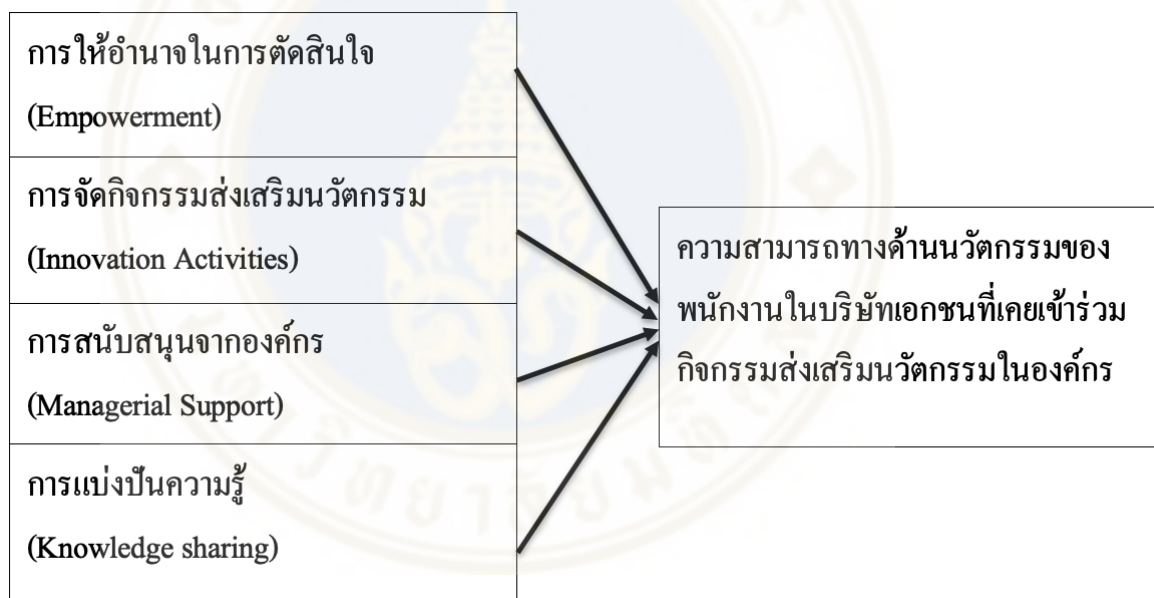 การให้อำนาจในการตัดสินใจ
(Empowerment)
การจัดกิจกรรมส่งเสริมนวัตกรรม
(Innovation Activities)
การสนับสนุนจากองค์กร
(Managerial Support)
การแบ่งปันความรู้
(Knowledge sharing)
ความสามารถทางด้านนวัตกรรมของ
พนักงานในบริษัทเอกชนที่เคยเข้าร่วม
กิจกรรมส่งเสริมนวัตกรรมในองค์กร